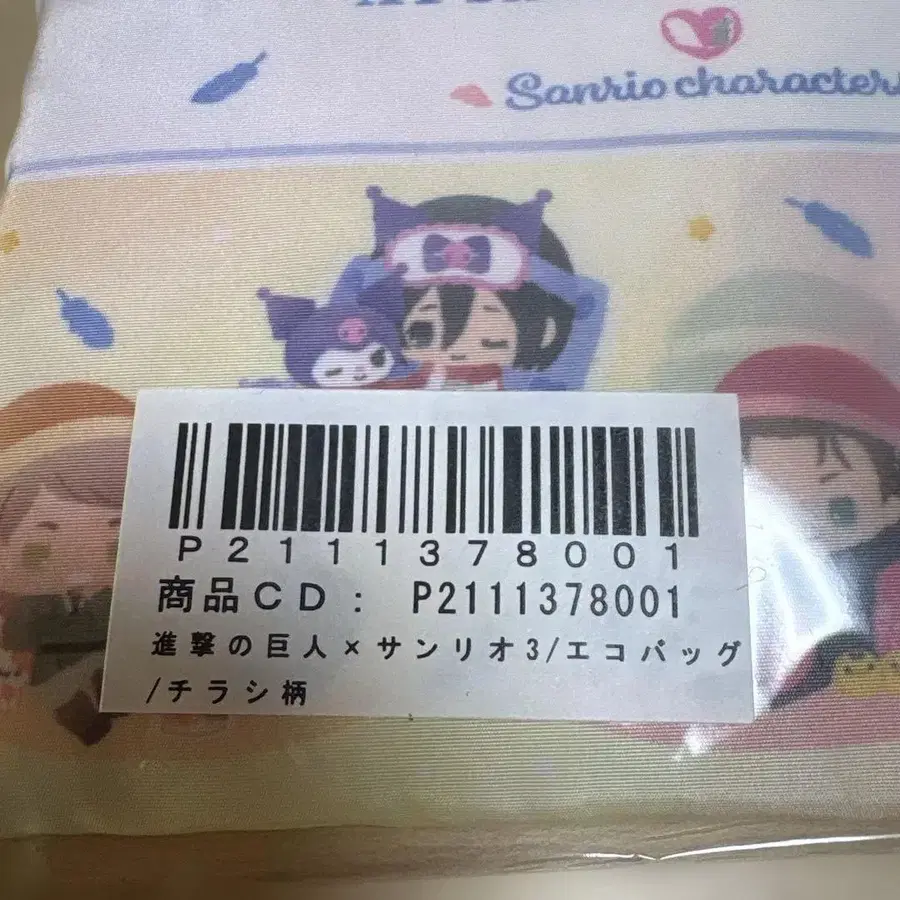 Sanrio characters
P2111378001
商品CD: P2111378001
進撃の巨人×サンリオ3/エコバッグ
/チラシ柄